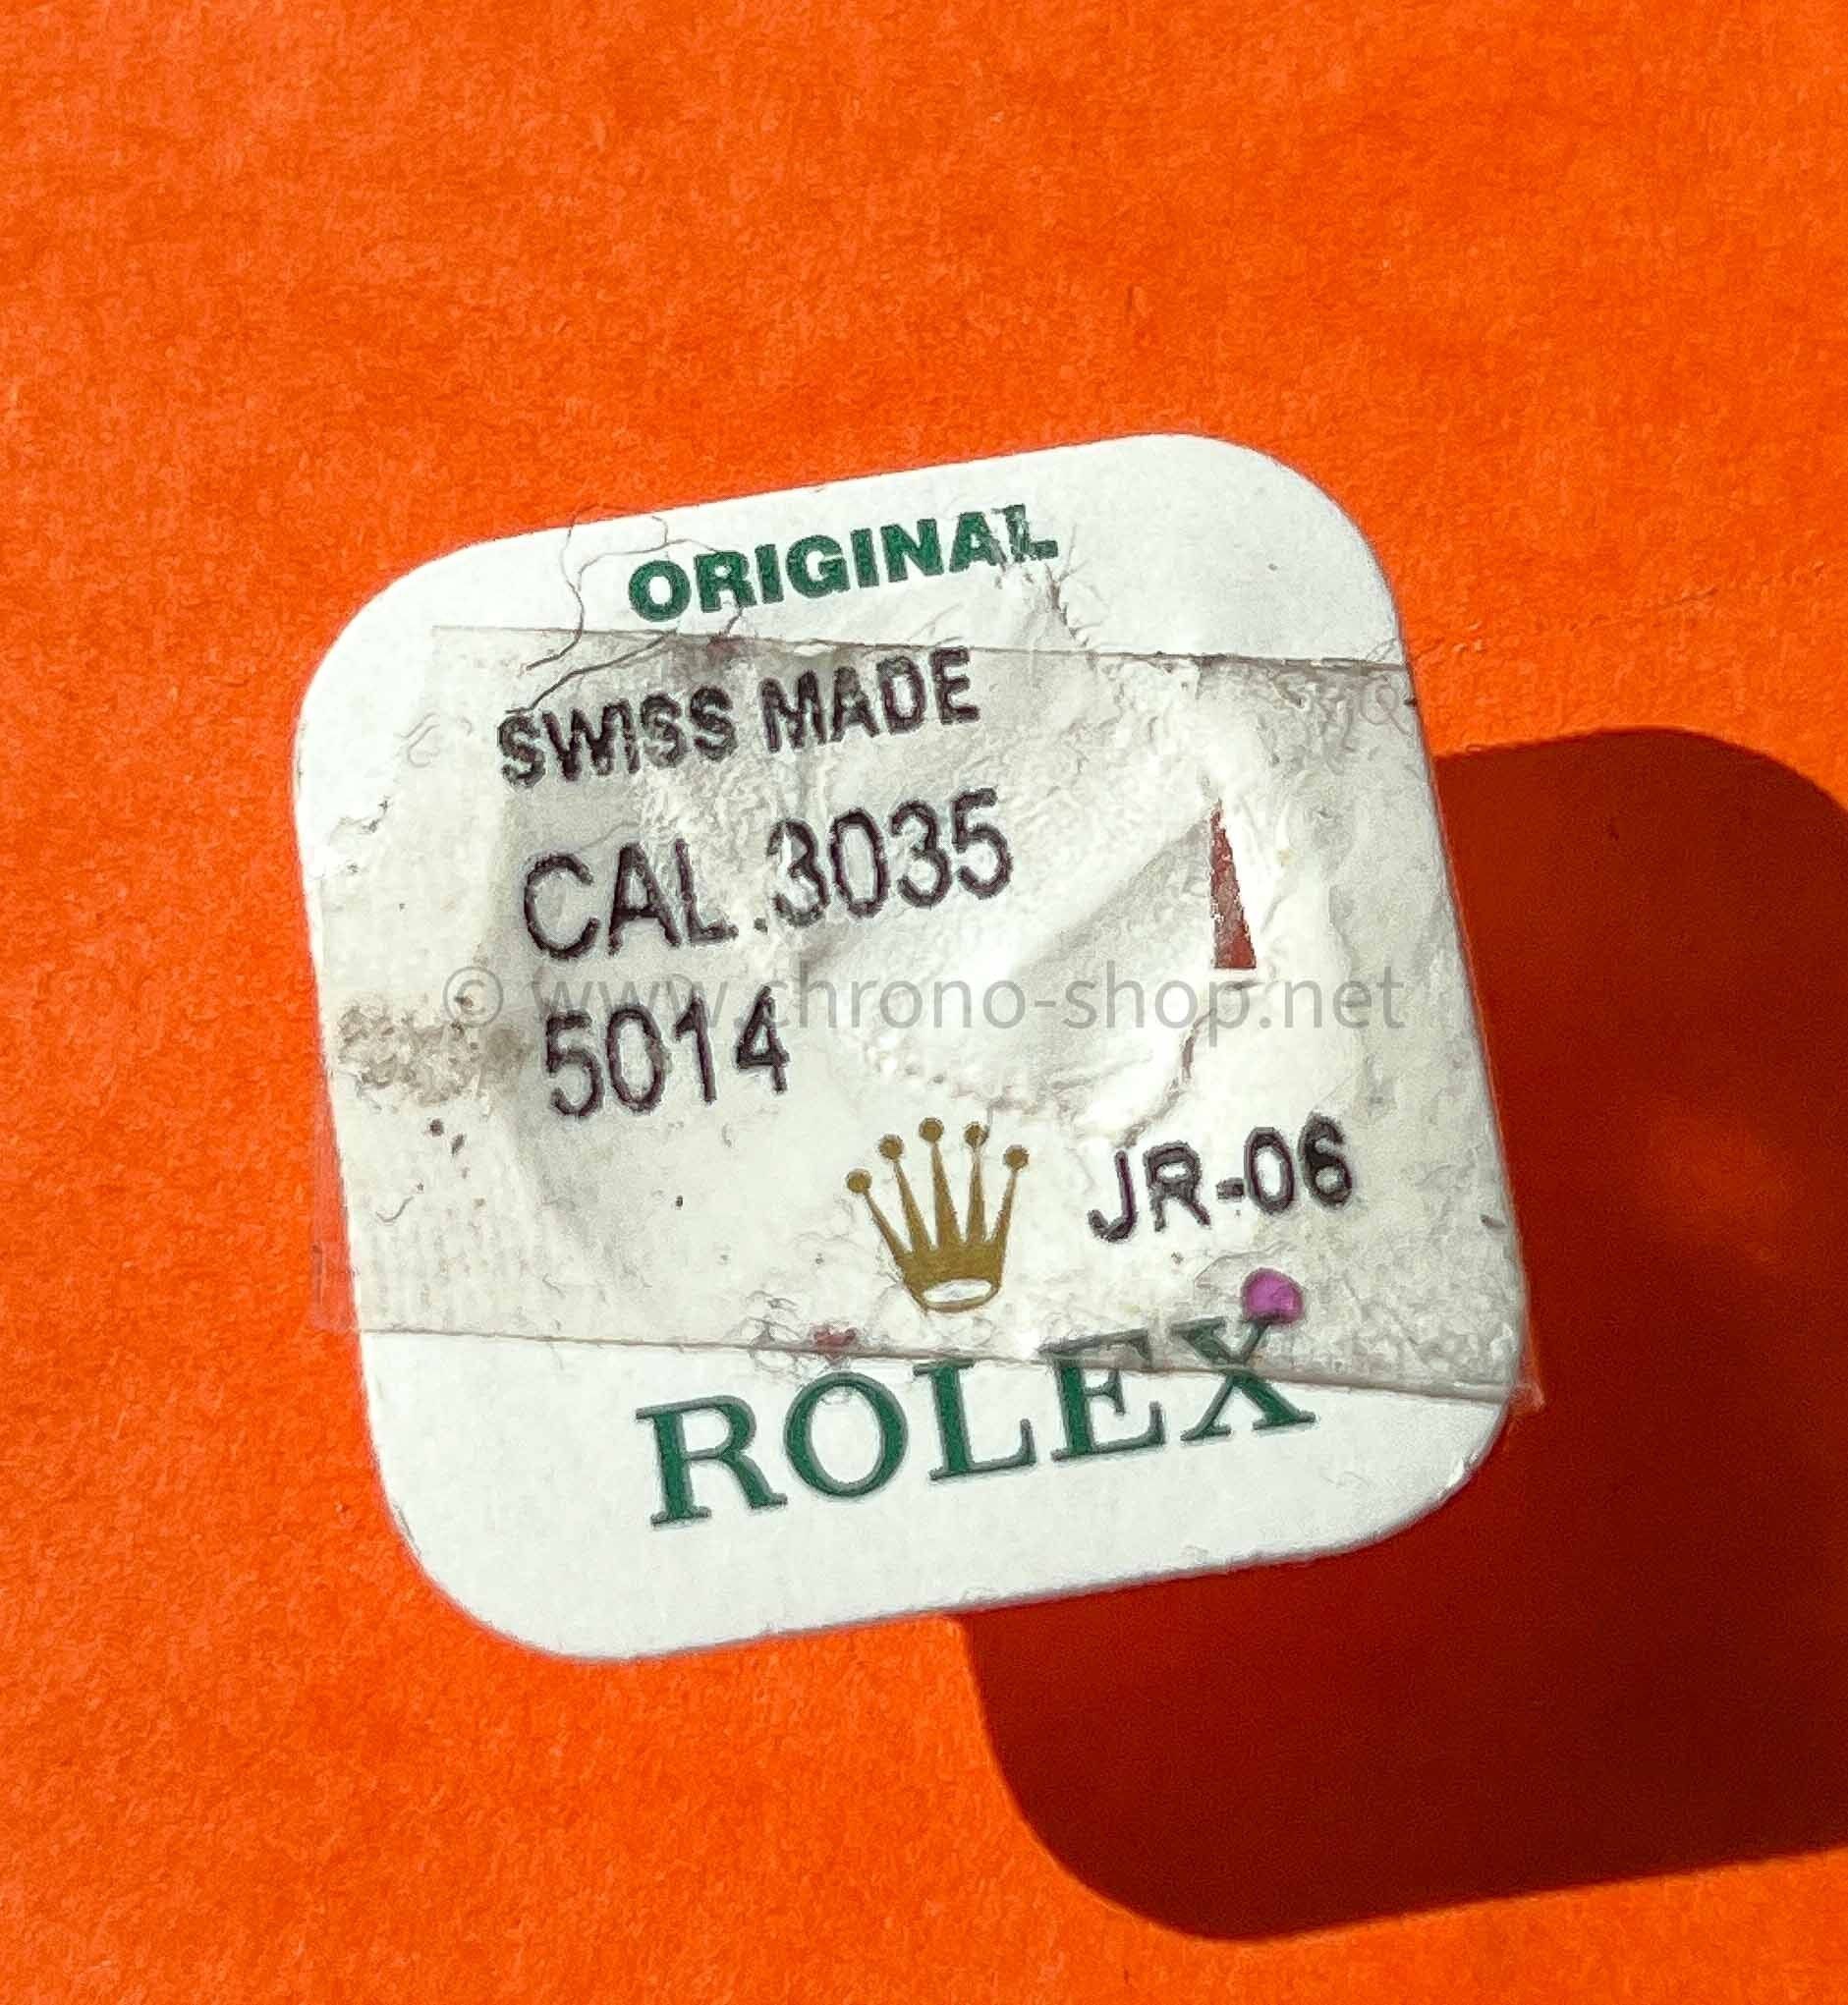 ORIGINAL
SWISS MADE
CAL.3035
5014
© www.chrono-shop.net
JR-06
ROLEX